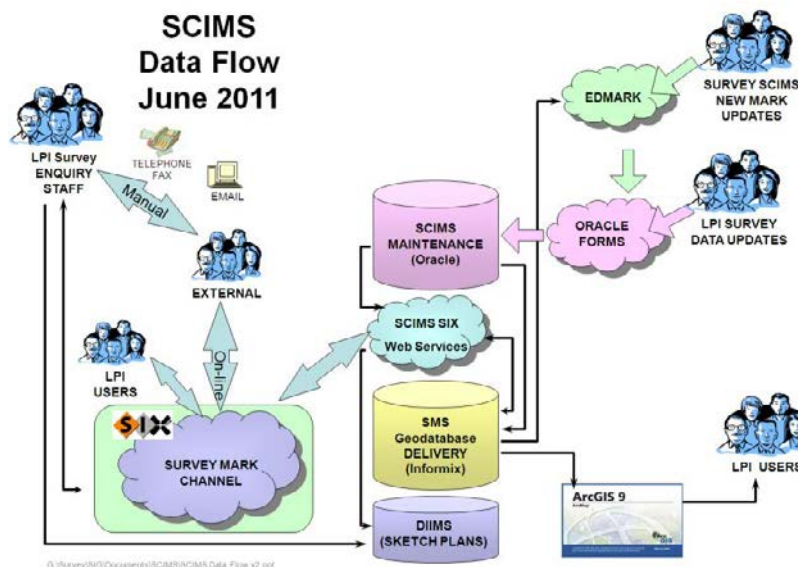 SCIMS
Data Flow
June 2011
LPI Survey
ENQUIRY
STAFF
TELEPHONE
FAX
EMAIL
Manual
EXTERNAL
LPI
USERS
On-line
SIX
SURVEY MARK
CHANNEL
SCIMS
MAINTENANCE
(Oracle)
SCIMS SIX
Web Services
SMS
Geodatabase
DELIVERY
(Informix)
DIIMS
(SKETCH PLANS)
EDMARK
SURVEY SCIMS
NEW MARK
UPDATES
ORACLE
FORMS
LPI SURVEY
DATA UPDATES
ArcGIS 9
LPI USERS